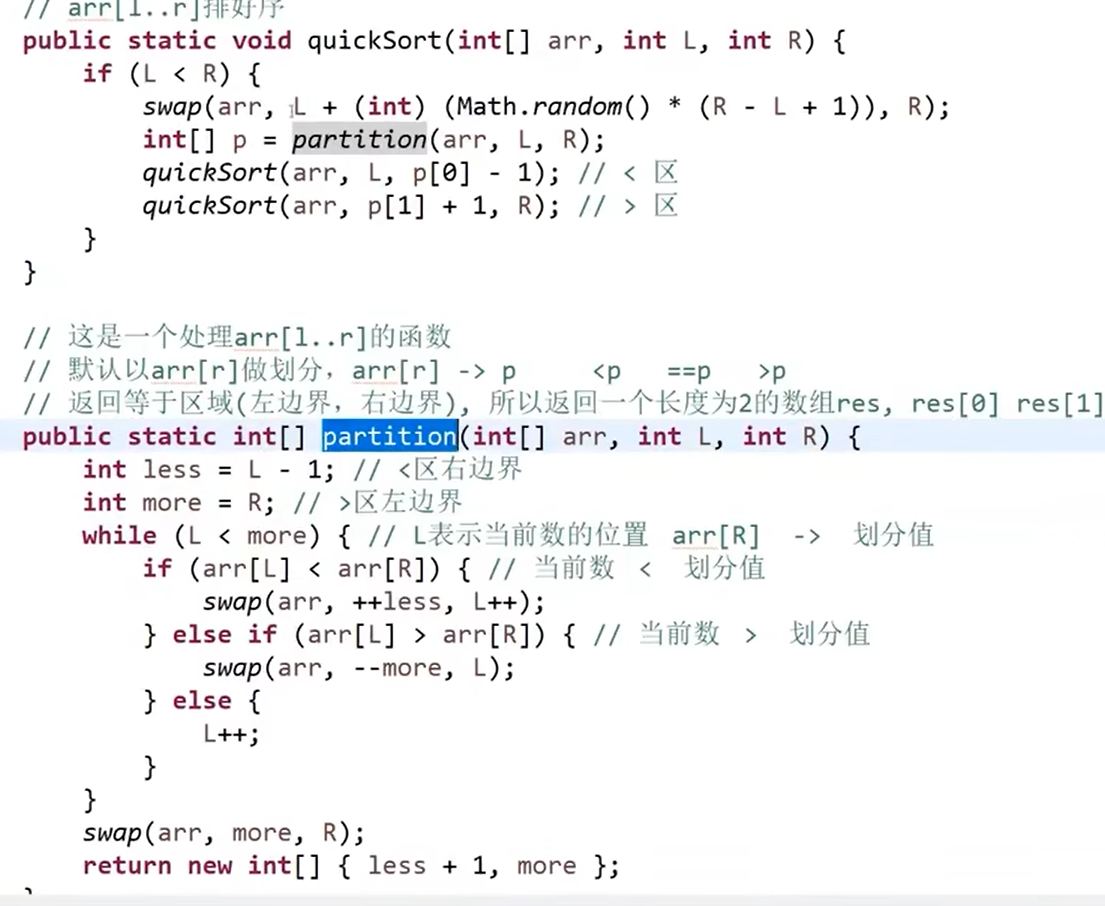 // arr[l..r]排好序
public static void quickSort(int[] arr, int L, int R) {
if (L < R) {
swap(arr, L + (int) (Math.random() * (R - L + 1)), R);
int[] p = partition(arr, L, R);
quickSort(arr, L, p[0] - 1); // < 区
quickSort(arr, p[1] + 1, R); // > 区
}
}
// 这是一个处理arr[l..r]的函数
// 默认以arr[r]做划分，arr[r] -> p <p ==p >p
// 返回等于区域(左边界，右边界), 所以返回一个长度为2的数组res, res[0] res[1]
public static int[] partition(int[] arr, int L, int R) {
int less = L - 1; // <区右边界
int more = R; // >区左边界
while (L < more) { // L表示当前数的位置 arr[R] -> 划分值
if (arr[L] < arr[R]) { // 当前数 < 划分值
swap(arr, ++less, L++);
} else if (arr[L] > arr[R]) { // 当前数 > 划分值
swap(arr, --more, L);
} else {
L++;
}
}
swap(arr, more, R);
return new int[] { less + 1, more };
}